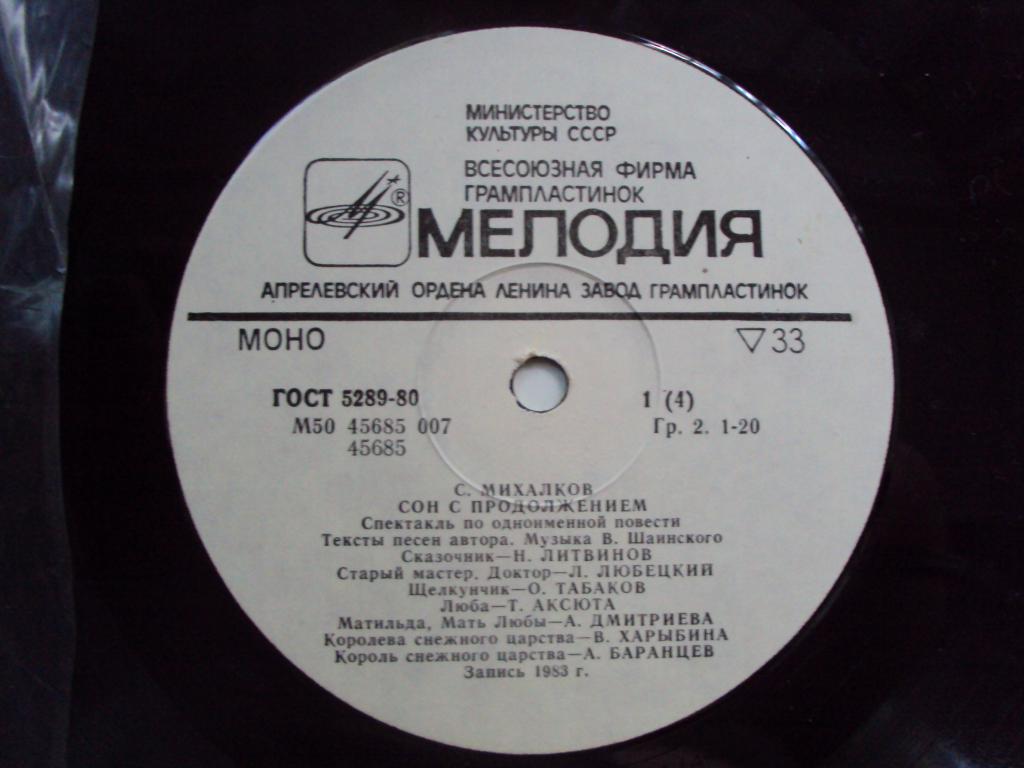 МИНИСТЕРСТВО
КУЛЬТУРЫ СССР
ВСЕСОЮЗНАЯ ФИРМА
ГРАМПЛАСТИНОК
®
МЕЛОДИЯ
АПРЕЛЕВСКИЙ ОРДЕНА ЛЕНИНА ЗАВОД ГРАМПЛАСТИНОК
МОНО ▽33
ГОСТ 5289-80 1 (4)
М50 45685 007 Гр. 2. 1-20
45685
С. МИХАЛКОВ
СОН С ПРОДОЛЖЕНИЕМ
Спектакль по одноименной повести
Тексты песен автора. Музыка В. Шаинского
Сказочник—Н. ЛИТВИНОВ
Старый мастер. Доктор—Л. ЛЮБЕЦКИЙ
Щелкунчик—О. ТАБАКОВ
Люба—Т. АКСЮТА
Матильда, Мать Любы—А. ДМИТРИЕВА
Королева снежного царства—В. ХАРЫБИНА
Король снежного царства—А. БАРАНЦЕВ
Запись 1983 г.